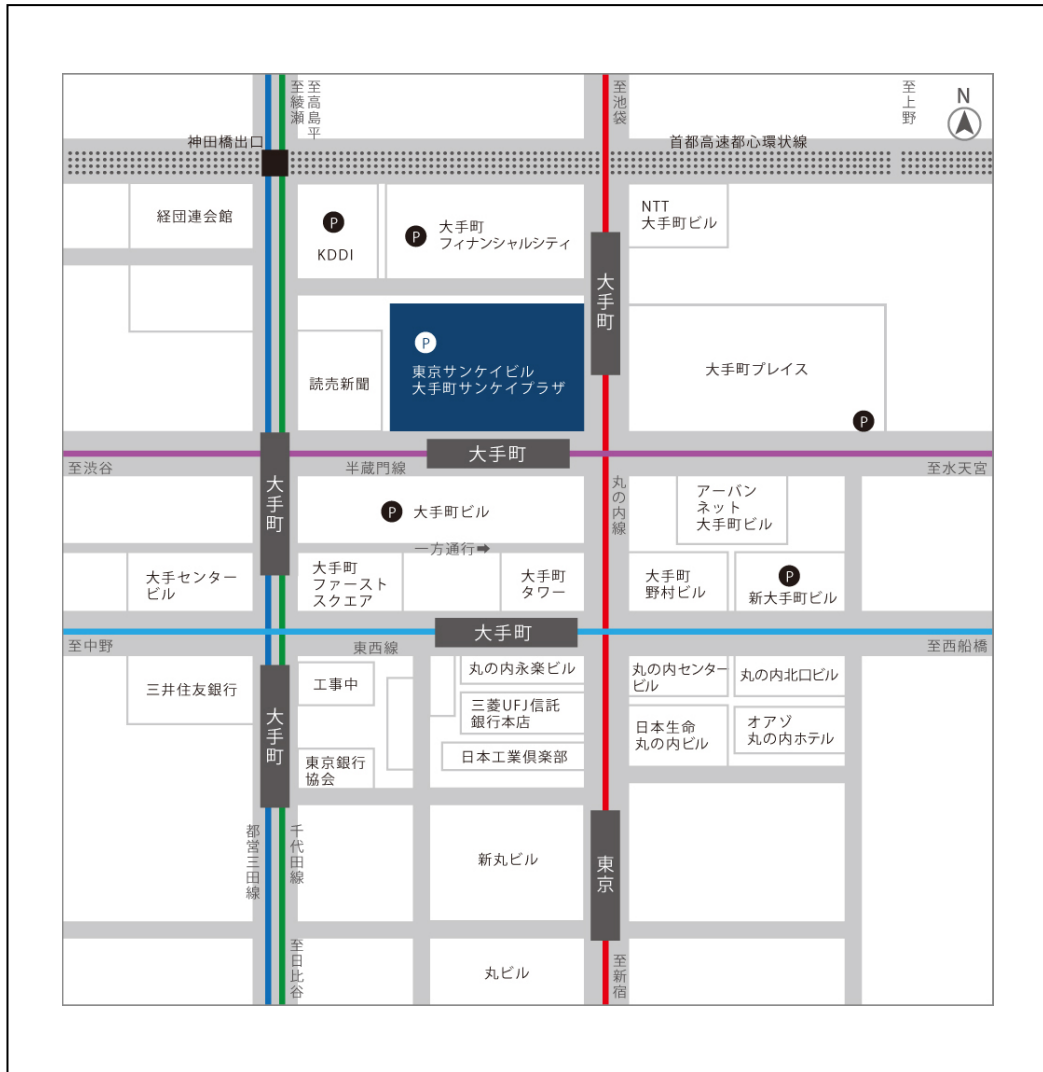 至綾瀬
至高島平
至池袋
至上野
N
神田橋出口
首都高速都心環状線
経団連会館
P
KDDI
P
大手町
フィナンシャルシティ
NTT
大手町ビル
大手町
読売新聞
P
東京サンケイビル
大手町サンケイプラザ
大手町プレイス
P
至渋谷
半蔵門線
大手町
至水天宮
大手町
P
大手町ビル
丸の内線
アーバン
ネット
大手町ビル
一方通行➡
大手センター
ビル
大手町
ファースト
スクエア
大手町
タワー
大手町
野村ビル
P
新大手町ビル
至中野
東西線
大手町
至西船橋
三井住友銀行
大手町
工事中
丸の内永楽ビル
三菱UFJ信託
銀行本店
日本工業倶楽部
東京銀行
協会
丸の内センター
ビル
丸の内北口ビル
日本生命
丸の内ビル
オアゾ
丸の内ホテル
都営三田線
千代田線
新丸ビル
東京
至日比谷
丸ビル
至新宿